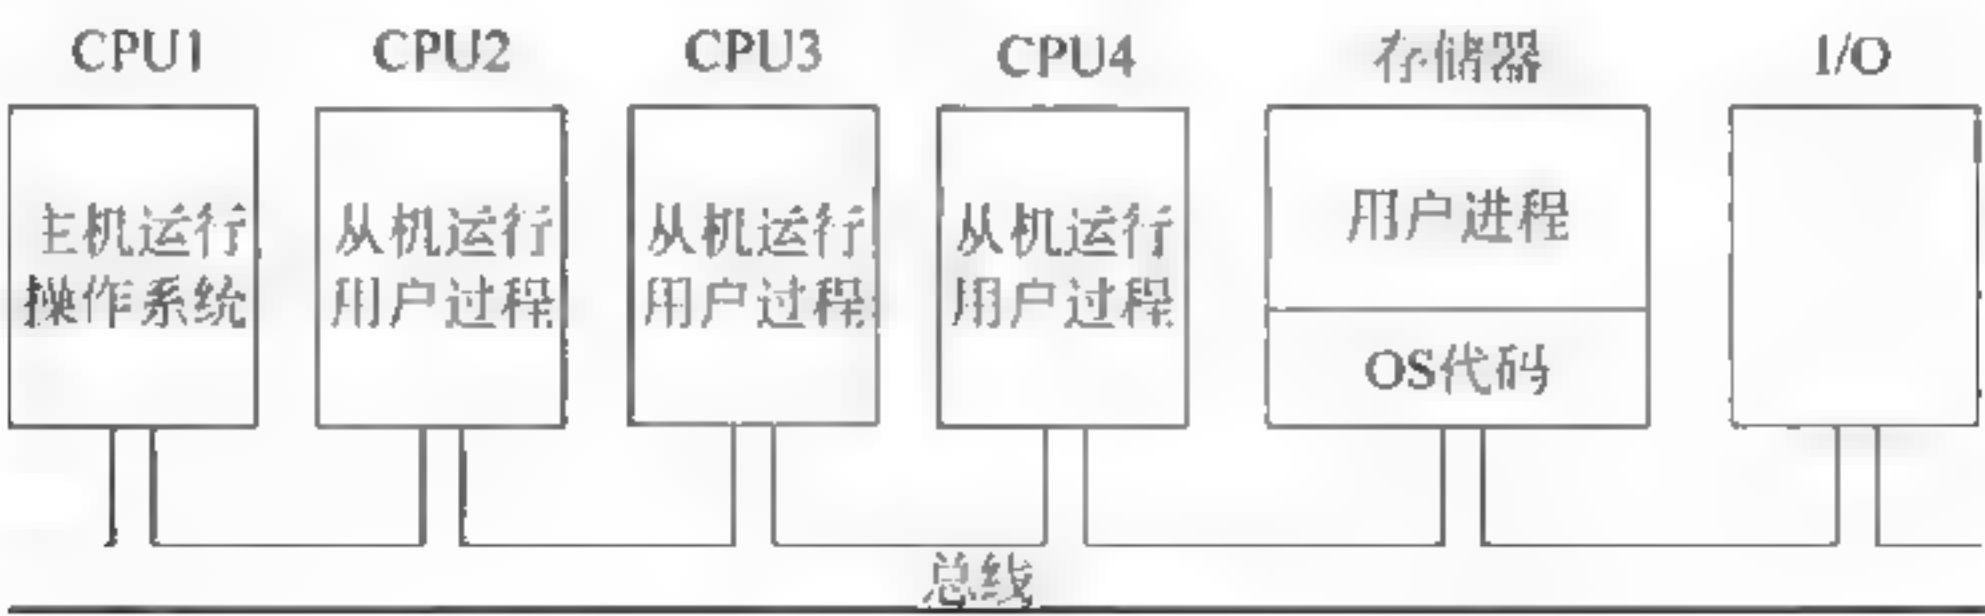 CPU1 CPU2 CPU3 CPU4 存储器 I/O
主机运行
操作系统
从机运行
用户过程
从机运行
用户过程
从机运行
用户过程
用户进程
OS代码
总线